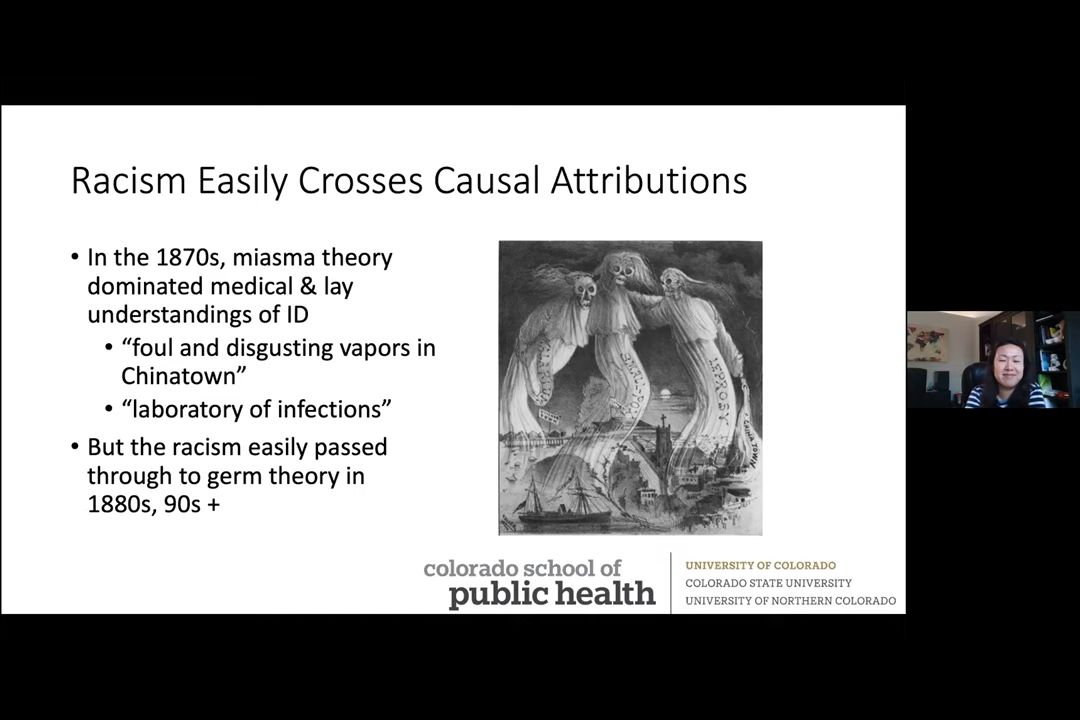 Racism Easily Crosses Causal Attributions
• In the 1870s, miasma theory
dominated medical & lay
understandings of ID
• “foul and disgusting vapors in
Chinatown”
• “laboratory of infections”
• But the racism easily passed
through to germ theory in
1880s, 90s +
LEPROSY
colorado school of
public health
UNIVERSITY OF COLORADO
COLORADO STATE UNIVERSITY
UNIVERSITY OF NORTHERN COLORADO